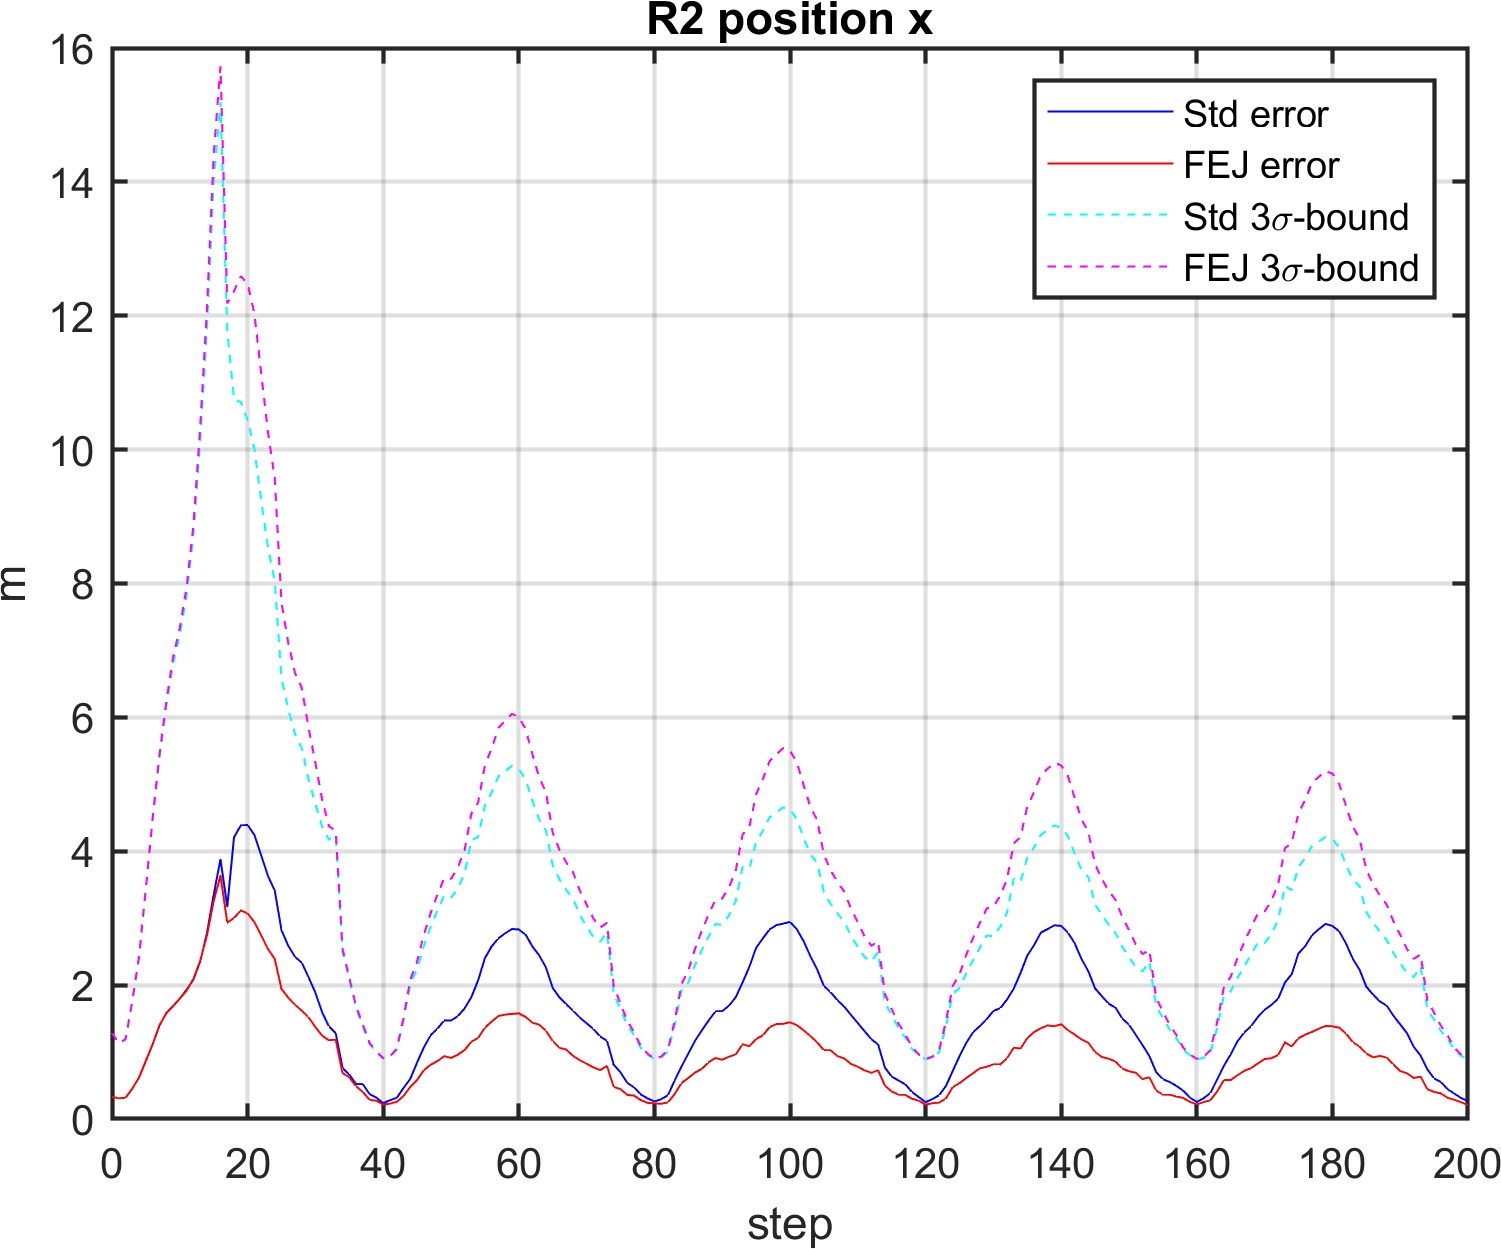 R2 position x
16
14
12
10
8
6
4
2
0
m
Std error
FEJ error
Std 3σ-bound
FEJ 3σ-bound
0 20 40 60 80 100 120 140 160 180 200
step